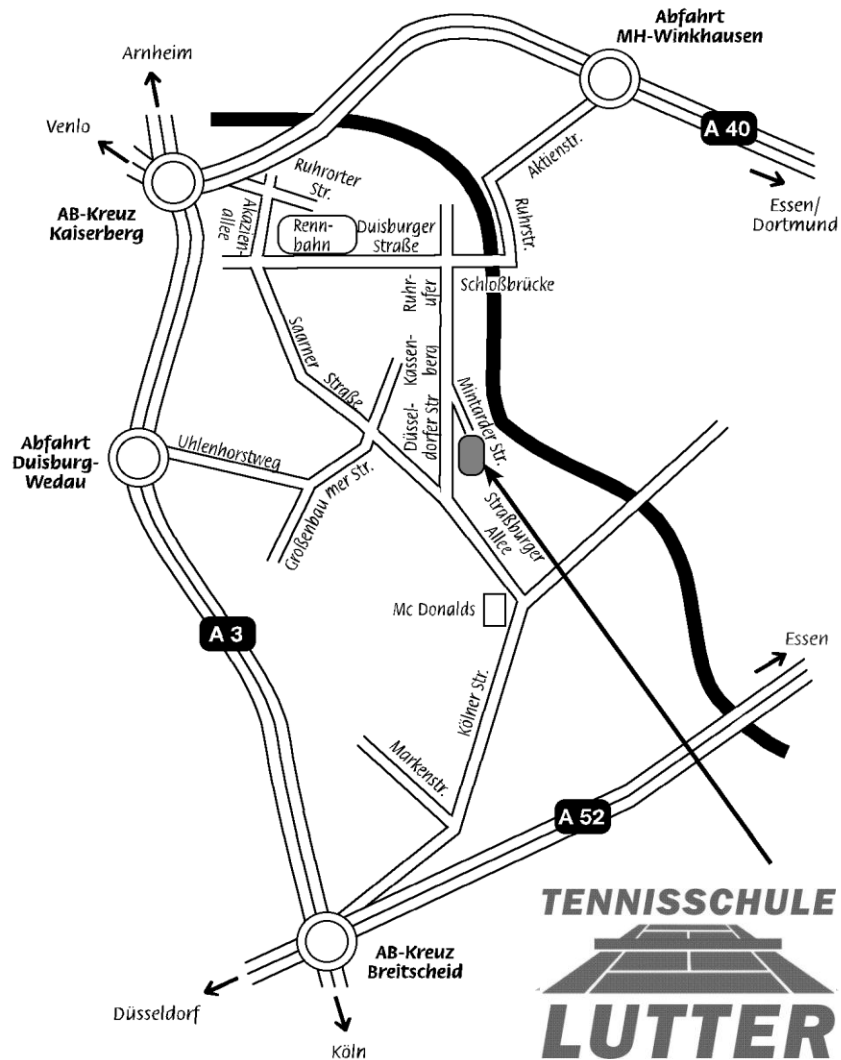 Abfahrt
MH-Winkhausen
Arnheim
Venlo
A 40
Aktienstr.
Essen/
Dortmund
AB-Kreuz
Kaiserberg
Ruhrorter
Str.
Akazien-
allee
Renn-
bahn
Duisburger
Straße
Ruhrstr.
Schloßbrücke
Ruhr-
ufer
Saarner
Straße
Kassen-
berg
Düssel-
dorfer str
Mintarder Str.
Abfahrt
Duisburg-
Wedau
Uhlenhorstweg
Großenbau mer Str.
Straßburger
Allee
Mc Donalds
A 3
Essen
Kölner Str.
Markenstr.
A 52
AB-Kreuz
Breitscheid
Düsseldorf
Köln
TENNISSCHULE
LUTTER